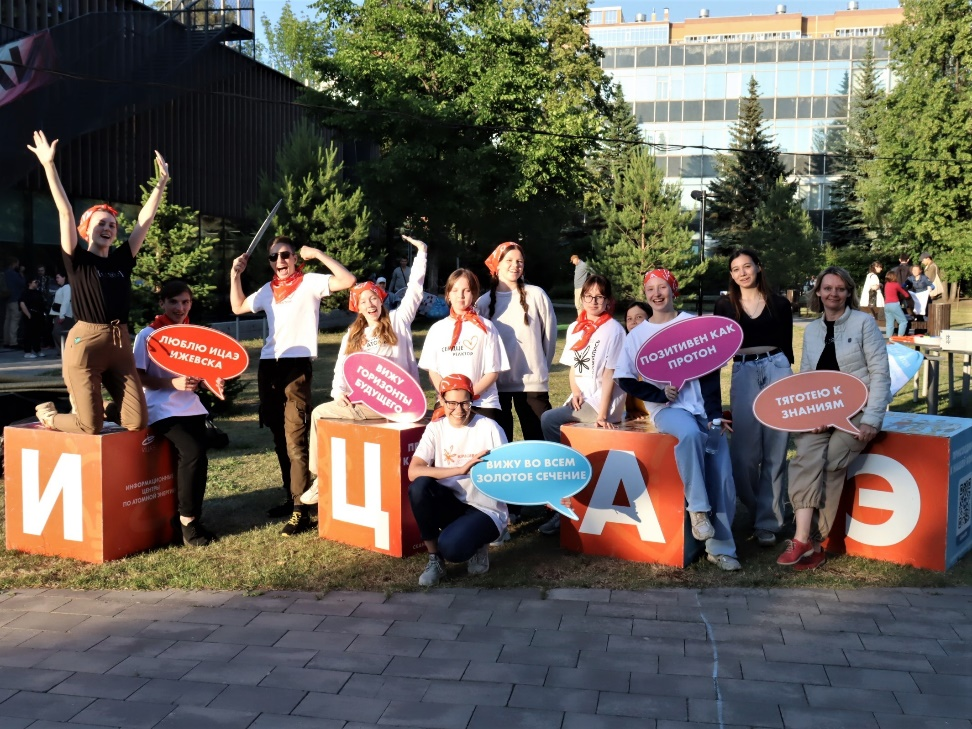 ЛЮБЛЮ ИЦАЭ
ИЖЕВСКА
ВИЖУ
ГОРИЗОНТЫ
БУДУЩЕГО
ВИЖУ ВО ВСЕМ
ЗОЛОТОЕ СЕЧЕНИЕ
ПОЗИТИВЕН КАК
ПРОТОН
ТЯГОТЕЮ К
ЗНАНИЯМ
И
ИНФОРМАЦИОННЫЕ
ЦЕНТРЫ
ПО АТОМНОЙ ЭНЕРГИИ
Ц
А
Э